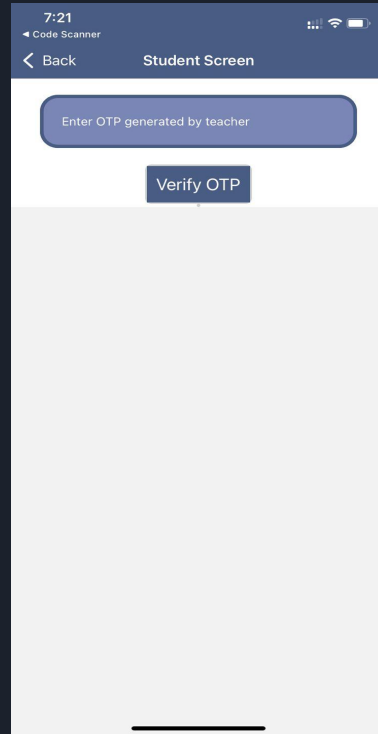 7:21
◀ Code Scanner
Back
Student Screen
Enter OTP generated by teacher
Verify OTP